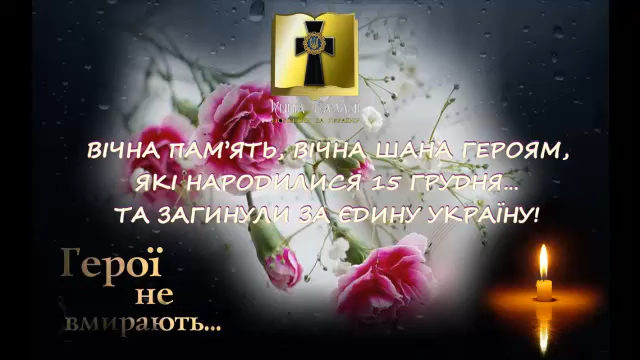 ВІЧНА ПАМ'ЯТЬ, ВІЧНА ШАНА ГЕРОЯМ,
ЯКІ НАРОДИЛИСЯ 15 ГРУДНЯ...
ТА ЗАГИНУЛИ ЗА ЄДИНУ УКРАЇНУ!
Герої
не
вмирають...